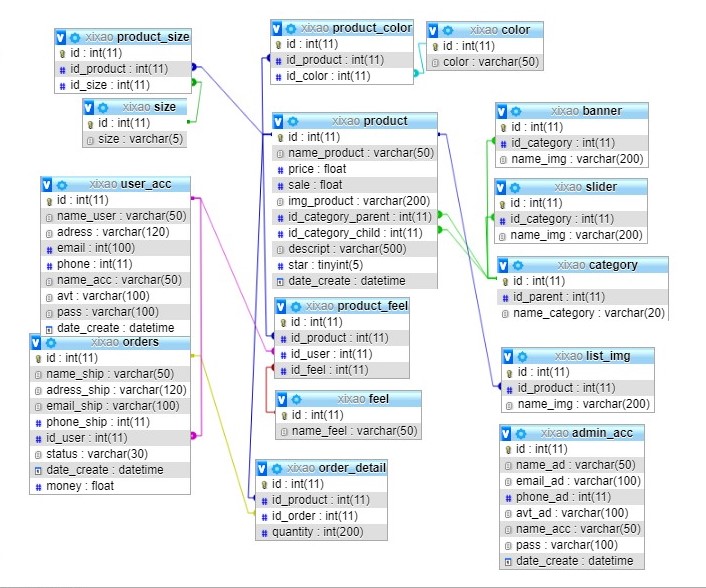 xixao product_size
id : int(11)
id_product : int(11)
id_size : int(11)
xixao size
id : int(11)
size : varchar(5)
xixao product_color
id : int(11)
id_product : int(11)
id_color : int(11)
xixao color
id : int(11)
color : varchar(50)
xixao product
id : int(11)
name_product : varchar(50)
price : float
sale : float
img_product : varchar(200)
id_category_parent : int(11)
id_category_child : int(11)
descript : varchar(500)
star : tinyint(5)
date_create : datetime
xixao banner
id : int(11)
id_category : int(11)
name_img : varchar(200)
xixao slider
id : int(11)
id_category : int(11)
name_img : varchar(200)
xixao category
id : int(11)
id_parent : int(11)
name_category : varchar(20)
xixao user_acc
id : int(11)
name_user : varchar(50)
adress : varchar(120)
email : int(100)
phone : int(11)
name_acc : varchar(50)
avt : varchar(100)
pass : varchar(100)
date_create : datetime
xixao orders
id : int(11)
name_ship : varchar(50)
adress_ship : varchar(120)
email_ship : varchar(100)
phone_ship : int(11)
id_user : int(11)
status : varchar(30)
date_create : datetime
money : float
xixao product_feel
id : int(11)
id_product : int(11)
id_user : int(11)
id_feel : int(11)
xixao feel
id : int(11)
name_feel : varchar(50)
xixao order_detail
id : int(11)
id_product : int(11)
id_order : int(11)
quantity : int(200)
xixao list_img
id : int(11)
id_product : int(11)
name_img : varchar(200)
xixao admin_acc
id : int(11)
name_ad : varchar(50)
email_ad : varchar(100)
phone_ad : int(11)
avt_ad : varchar(100)
name_acc : varchar(50)
pass : varchar(100)
date_create : datetime